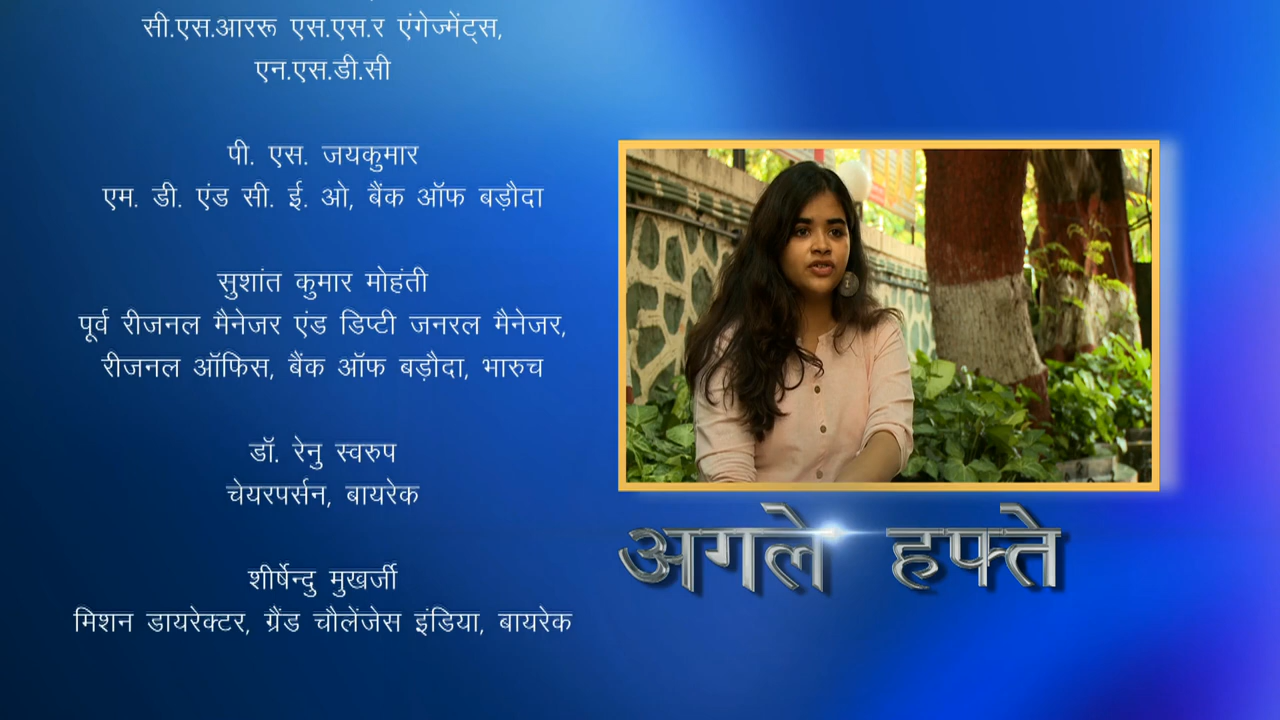 सी.एस.आररू एस.एस.र एंगेज्मेंट्स,
एन.एस.डी.सी
पी. एस. जयकुमार
एम. डी. एंड सी. ई. ओ, बैंक ऑफ बड़ौदा
सुशांत कुमार मोहंती
पूर्व रीजनल मैनेजर एंड डिप्टी जनरल मैनेजर,
रीजनल ऑफिस, बैंक ऑफ बड़ौदा, भारुच
डॉ. रेनु स्वरुप
चेयरपर्सन, बायरेक
शीर्षेन्दु मुखर्जी
मिशन डायरेक्टर, ग्रैंड चौलेंजेस इंडिया, बायरेक
अगले हफ्ते